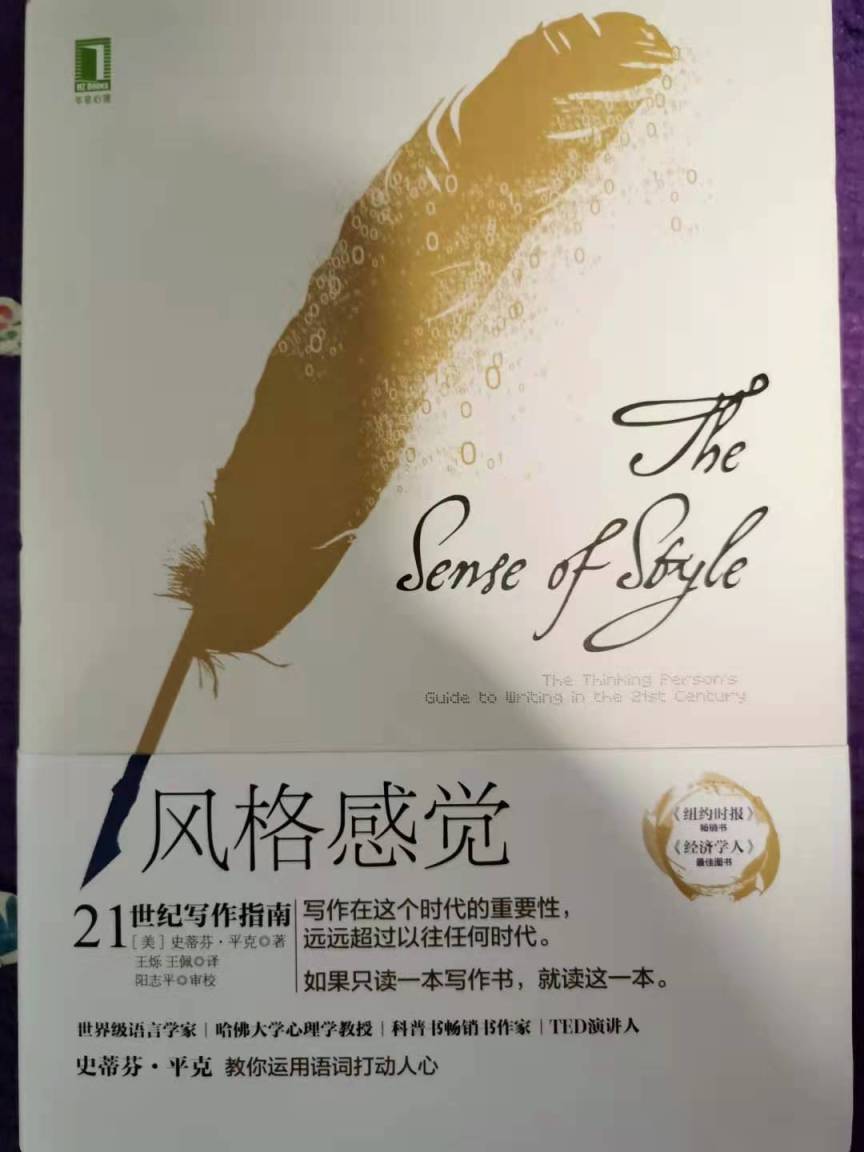 HZ BOOKS
华章心理
The
Sense of Style
The Thinking Person's
Guide to Writing in the 21st Century
风格感觉
《纽约时报》
畅销书
《经济学人》
最佳图书
21世纪写作指南
[美]史蒂芬·平克◎著
王烁 王佩◎译
阳志平◎审校
写作在这个时代的重要性，
远远超过以往任何时代。
如果只读一本写作书，就读这一本。
世界级语言学家|哈佛大学心理学教授|科普书畅销书作家|TED演讲人
史蒂芬·平克 教你运用语词打动人心